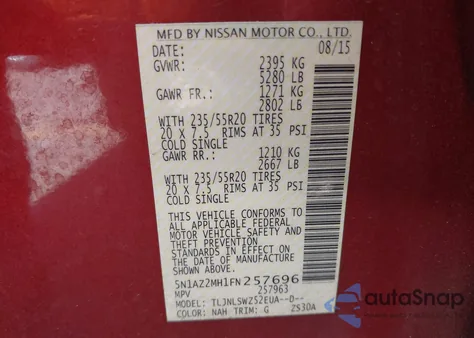 MFD BY NISSAN MOTOR CO., LTD.
DATE: 08/15
GVWR: 2395 KG
5280 LB
GAWR FR.: 1271 KG
2802 LB
WITH 235/55R20 TIRES
20 X 7.5 RIMS AT 35 PSI
COLD SINGLE
GAWR RR.: 1210 KG
2667 LB
WITH 235/55R20 TIRES
20 X 7.5 RIMS AT 35 PSI
COLD SINGLE
THIS VEHICLE CONFORMS TO
ALL APPLICABLE FEDERAL
MOTOR VEHICLE SAFETY AND
THEFT PREVENTION
STANDARDS IN EFFECT ON
THE DATE OF MANUFACTURE
SHOWN ABOVE.
5N1AZ2MH1FN257696
257963
MPV
MODEL: TLJNLSWZ52EUA--D--
COLOR: NAH TRIM: G Z530A
autoSnap